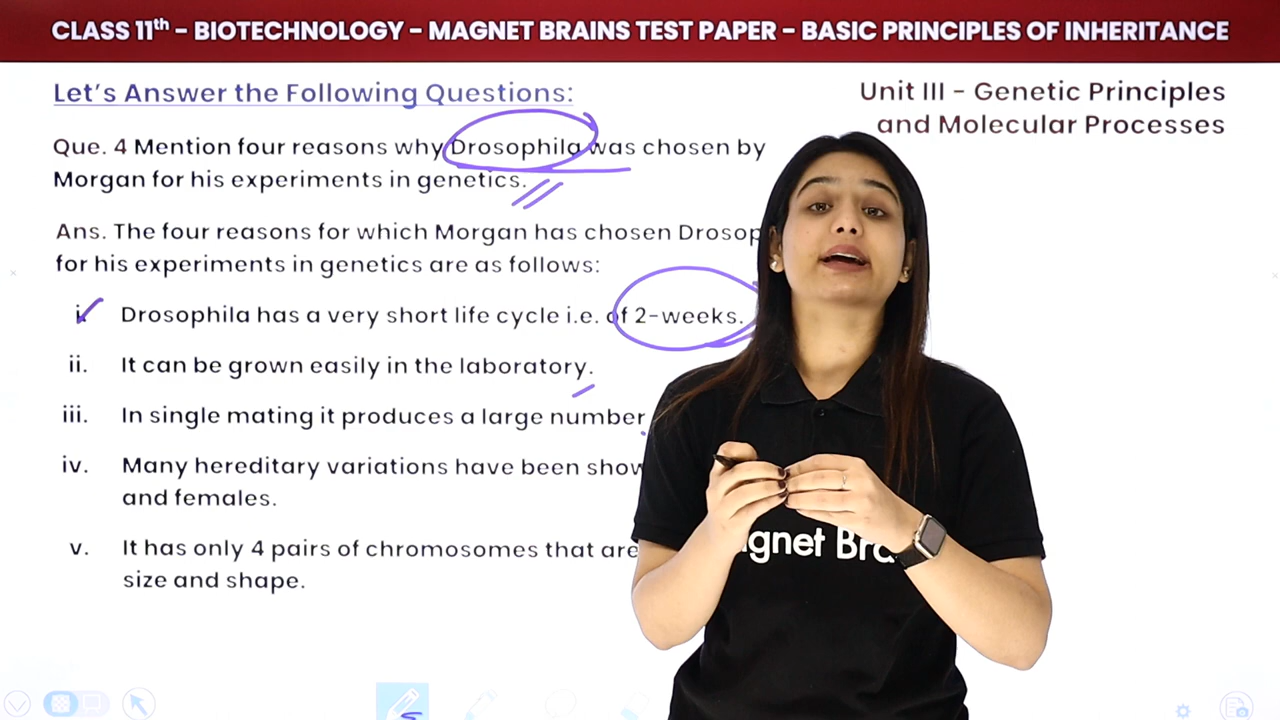 CLASS 11th - BIOTECHNOLOGY - MAGNET BRAINS TEST PAPER - BASIC PRINCIPLES OF INHERITANCE
Let's Answer the Following Questions:
Unit III - Genetic Principles
and Molecular Processes
Que. 4 Mention four reasons why Drosophila was chosen by
Morgan for his experiments in genetics.
Ans. The four reasons for which Morgan has chosen Drosop
for his experiments in genetics are as follows:
i. Drosophila has a very short life cycle i.e. of 2-weeks.
ii. It can be grown easily in the laboratory.
iii. In single mating it produces a large number
iv. Many hereditary variations have been show
and females.
v. It has only 4 pairs of chromosomes that are
size and shape.
gnet Bra